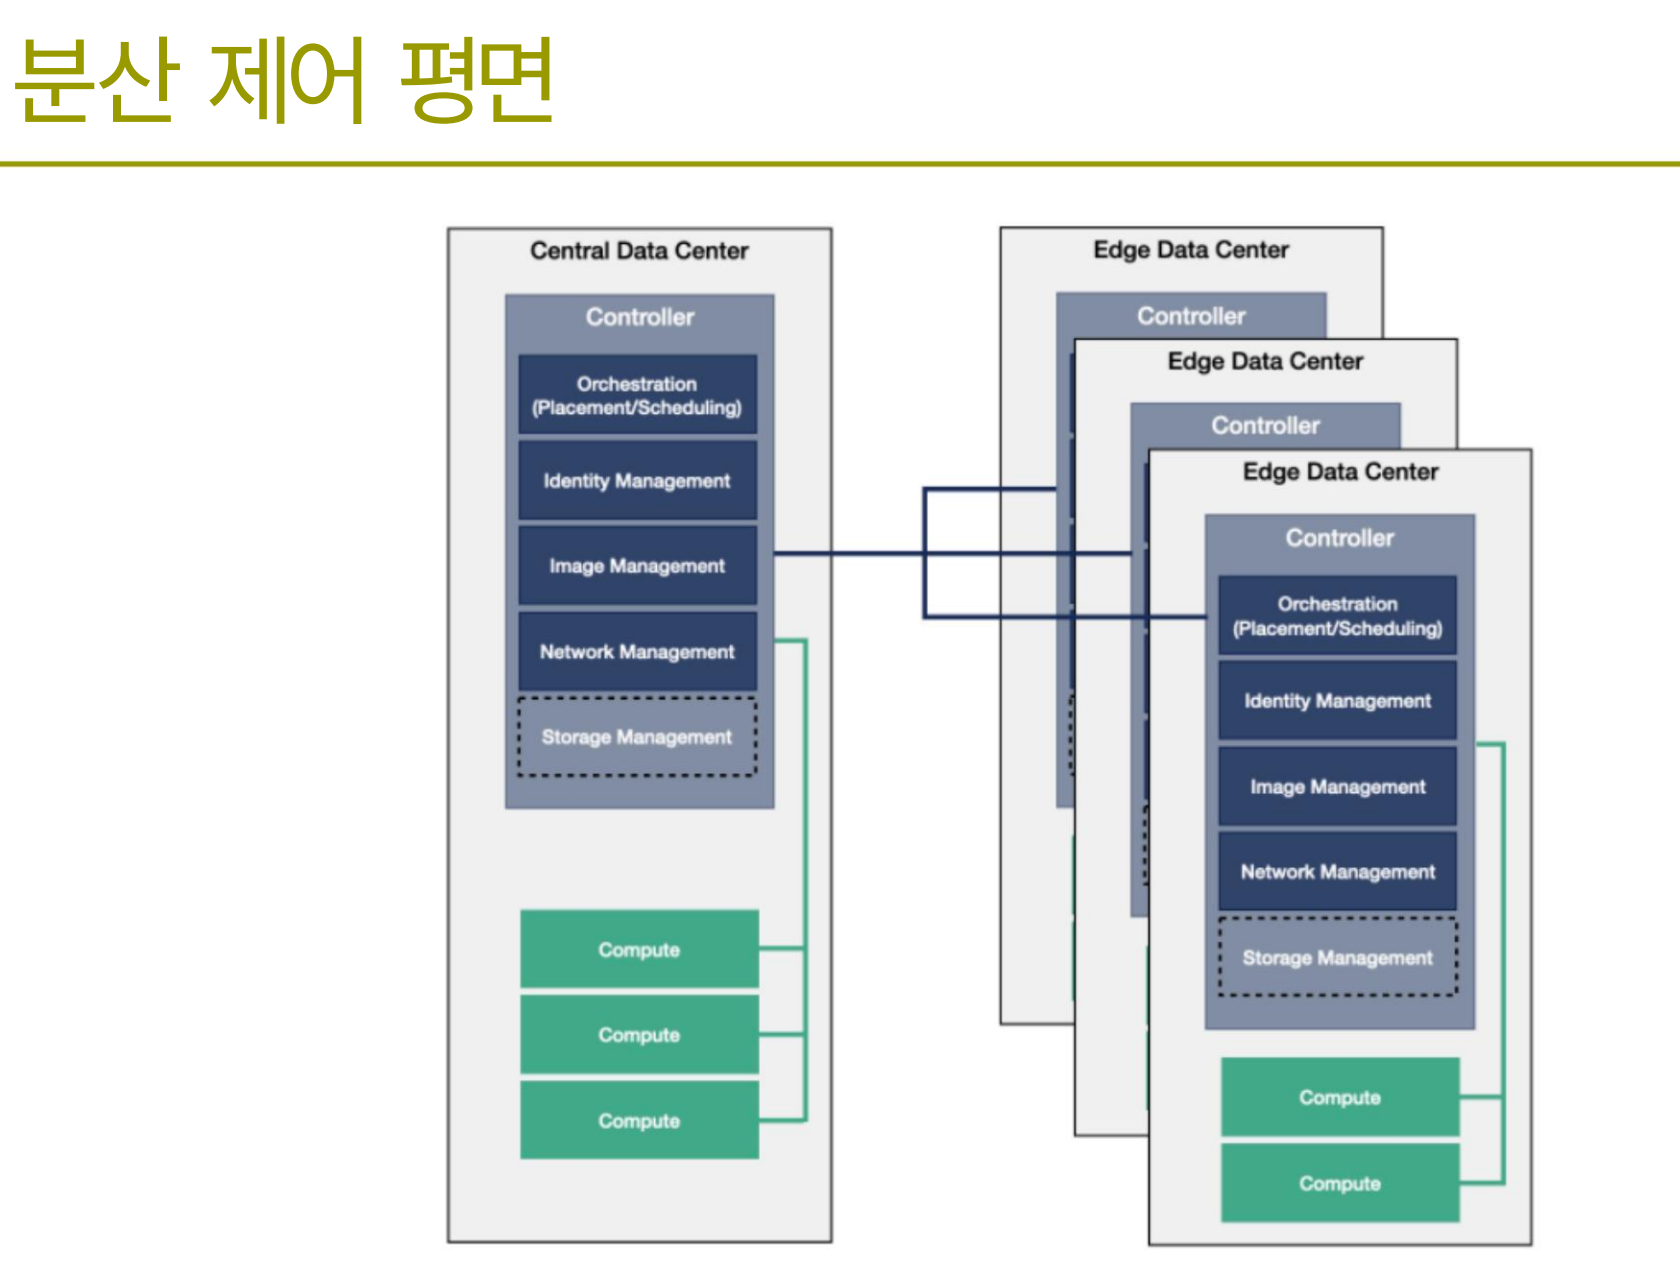 분산 제어 평면
Central Data Center
Controller
Orchestration
(Placement/Scheduling)
Identity Management
Image Management
Network Management
Storage Management
Compute
Compute
Compute
Edge Data Center
Controller
Edge Data Center
Controller
Edge Data Center
Controller
Orchestration
(Placement/Scheduling)
Identity Management
Image Management
Network Management
Storage Management
Compute
Compute